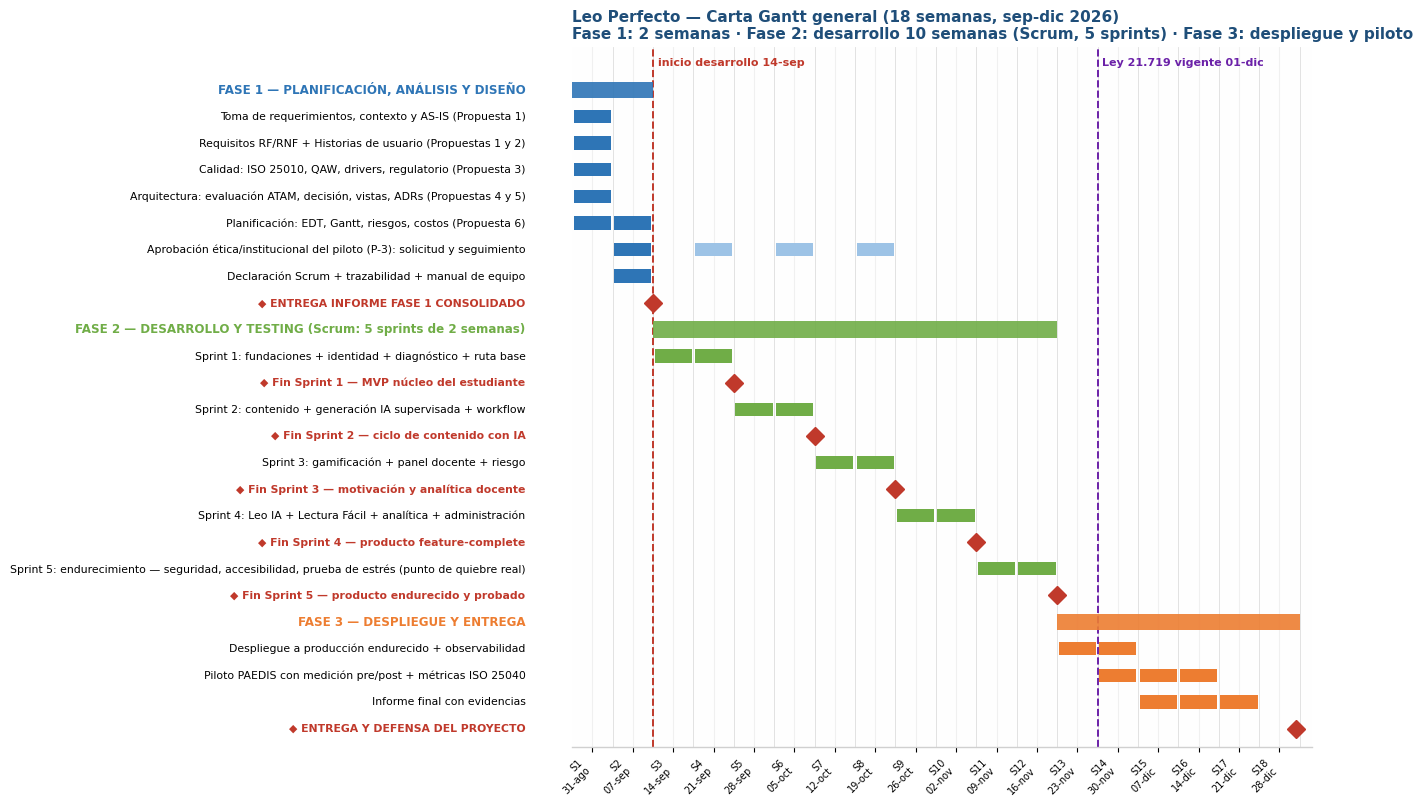 Leo Perfecto — Carta Gantt general (18 semanas, sep-dic 2026)
Fase 1: 2 semanas · Fase 2: desarrollo 10 semanas (Scrum, 5 sprints) · Fase 3: despliegue y piloto
inicio desarrollo 14-sep
Ley 21.719 vigente 01-dic
FASE 1 — PLANIFICACIÓN, ANÁLISIS Y DISEÑO
Toma de requerimientos, contexto y AS-IS (Propuesta 1)
Requisitos RF/RNF + Historias de usuario (Propuestas 1 y 2)
Calidad: ISO 25010, QAW, drivers, regulatorio (Propuesta 3)
Arquitectura: evaluación ATAM, decisión, vistas, ADRs (Propuestas 4 y 5)
Planificación: EDT, Gantt, riesgos, costos (Propuesta 6)
Aprobación ética/institucional del piloto (P-3): solicitud y seguimiento
Declaración Scrum + trazabilidad + manual de equipo
◆ ENTREGA INFORME FASE 1 CONSOLIDADO
FASE 2 — DESARROLLO Y TESTING (Scrum: 5 sprints de 2 semanas)
Sprint 1: fundaciones + identidad + diagnóstico + ruta base
◆ Fin Sprint 1 — MVP núcleo del estudiante
Sprint 2: contenido + generación IA supervisada + workflow
◆ Fin Sprint 2 — ciclo de contenido con IA
Sprint 3: gamificación + panel docente + riesgo
◆ Fin Sprint 3 — motivación y analítica docente
Sprint 4: Leo IA + Lectura Fácil + analítica + administración
◆ Fin Sprint 4 — producto feature-complete
Sprint 5: endurecimiento — seguridad, accesibilidad, prueba de estrés (punto de quiebre real)
◆ Fin Sprint 5 — producto endurecido y probado
FASE 3 — DESPLIEGUE Y ENTREGA
Despliegue a producción endurecido + observabilidad
Piloto PAEDIS con medición pre/post + métricas ISO 25040
Informe final con evidencias
◆ ENTREGA Y DEFENSA DEL PROYECTO
S1
31-ago
S2
07-sep
S3
14-sep
S4
21-sep
S5
28-sep
S6
05-oct
S7
12-oct
S8
19-oct
S9
26-oct
S10
02-nov
S11
09-nov
S12
16-nov
S13
23-nov
S14
30-nov
S15
07-dic
S16
14-dic
S17
21-dic
S18
28-dic